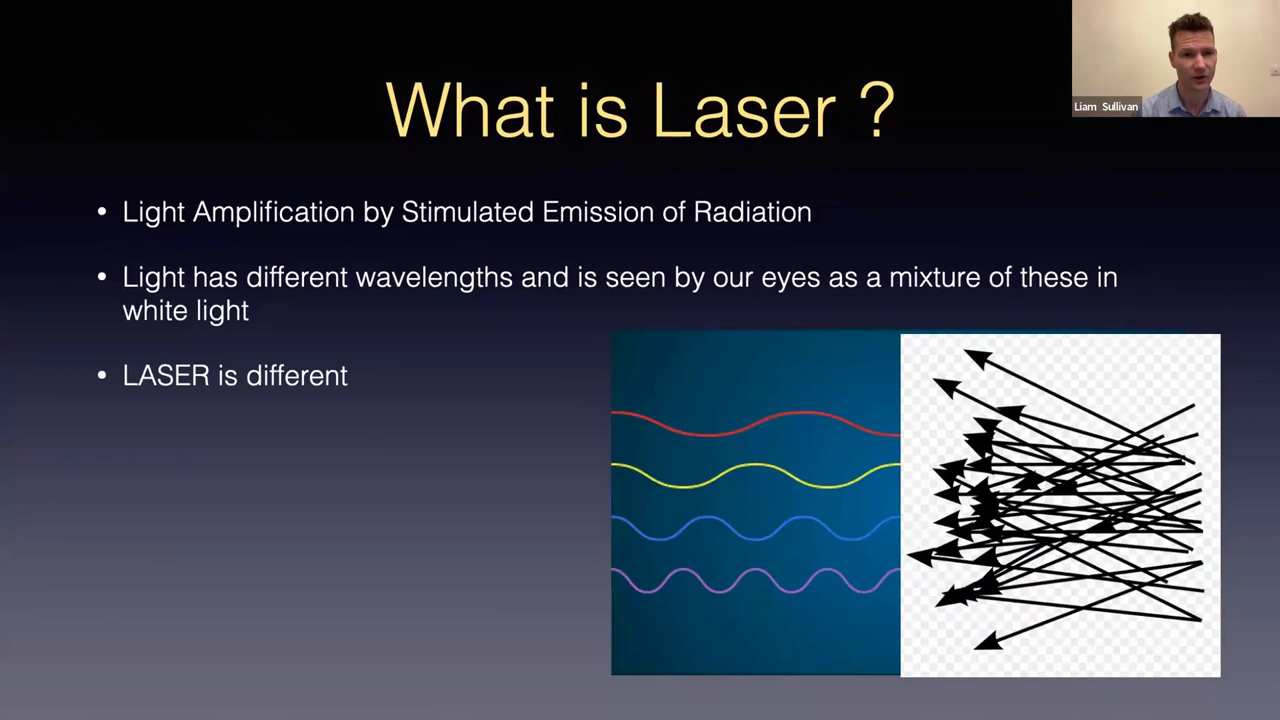 What is Laser ?
Liam Sullivan
• Light Amplification by Stimulated Emission of Radiation
• Light has different wavelengths and is seen by our eyes as a mixture of these in
white light
• LASER is different